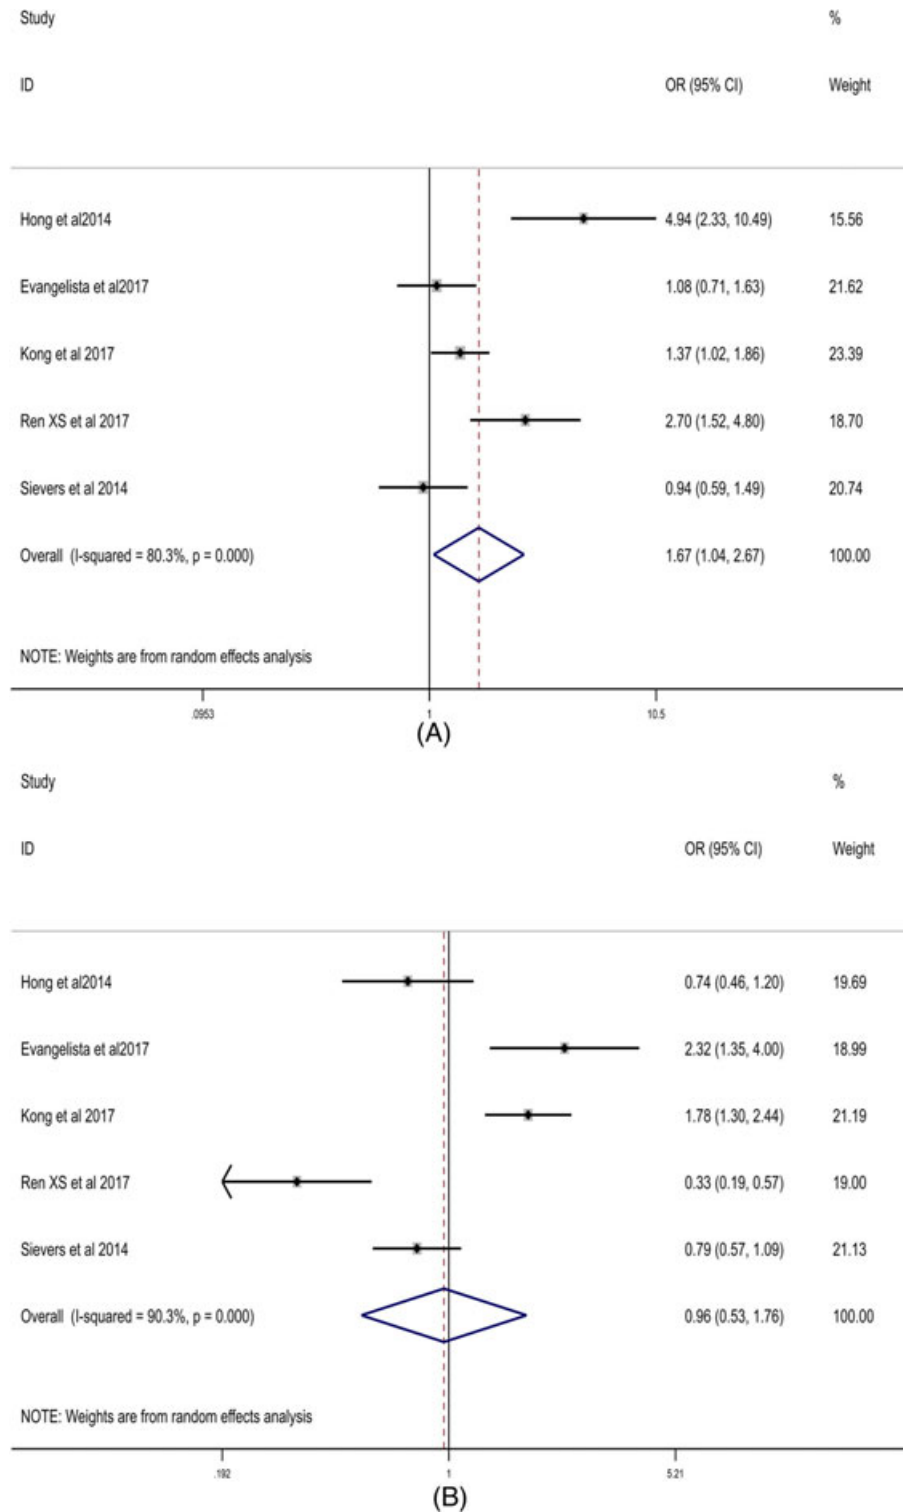 Study %
ID OR (95% CI) Weight
Hong et al2014 4.94 (2.33, 10.49) 15.56
Evangelista et al2017 1.08 (0.71, 1.63) 21.62
Kong et al 2017 1.37 (1.02, 1.86) 23.39
Ren XS et al 2017 2.70 (1.52, 4.80) 18.70
Sievers et al 2014 0.94 (0.59, 1.49) 20.74
Overall (I-squared = 80.3%, p = 0.000) 1.67 (1.04, 2.67) 100.00
NOTE: Weights are from random effects analysis
.0953 1 10.5
(A)
Study %
ID OR (95% CI) Weight
Hong et al2014 0.74 (0.46, 1.20) 19.69
Evangelista et al2017 2.32 (1.35, 4.00) 18.99
Kong et al 2017 1.78 (1.30, 2.44) 21.19
Ren XS et al 2017 0.33 (0.19, 0.57) 19.00
Sievers et al 2014 0.79 (0.57, 1.09) 21.13
Overall (I-squared = 90.3%, p = 0.000) 0.96 (0.53, 1.76) 100.00
NOTE: Weights are from random effects analysis
.192 1 5.21
(B)